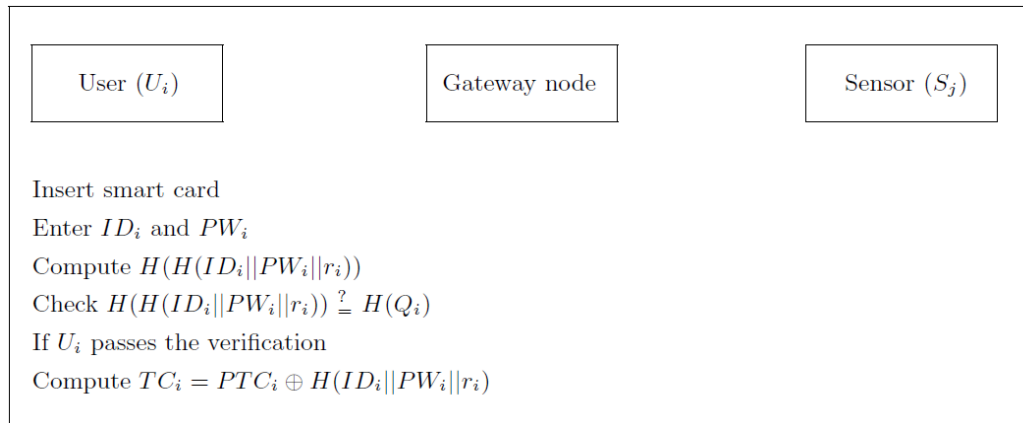 User (U_i)
Gateway node
Sensor (S_j)
Insert smart card
Enter ID_i and PW_i
Compute H(H(ID_i||PW_i||r_i))
Check H(H(ID_i||PW_i||r_i)) ≟ H(Q_i)
If U_i passes the verification
Compute TC_i = PTC_i ⊕ H(ID_i||PW_i||r_i)